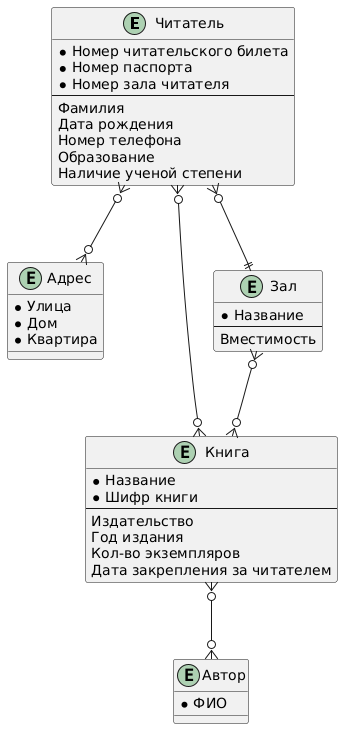 E Читатель
Номер читательского билета
Номер паспорта
Номер зала читателя
Фамилия
Дата рождения
Номер телефона
Образование
Наличие ученой степени
E Адрес
Улица
Дом
Квартира
E Зал
Название
Вместимость
E Книга
Название
Шифр книги
Издательство
Год издания
Кол-во экземпляров
Дата закрепления за читателем
E Автор
ФИО